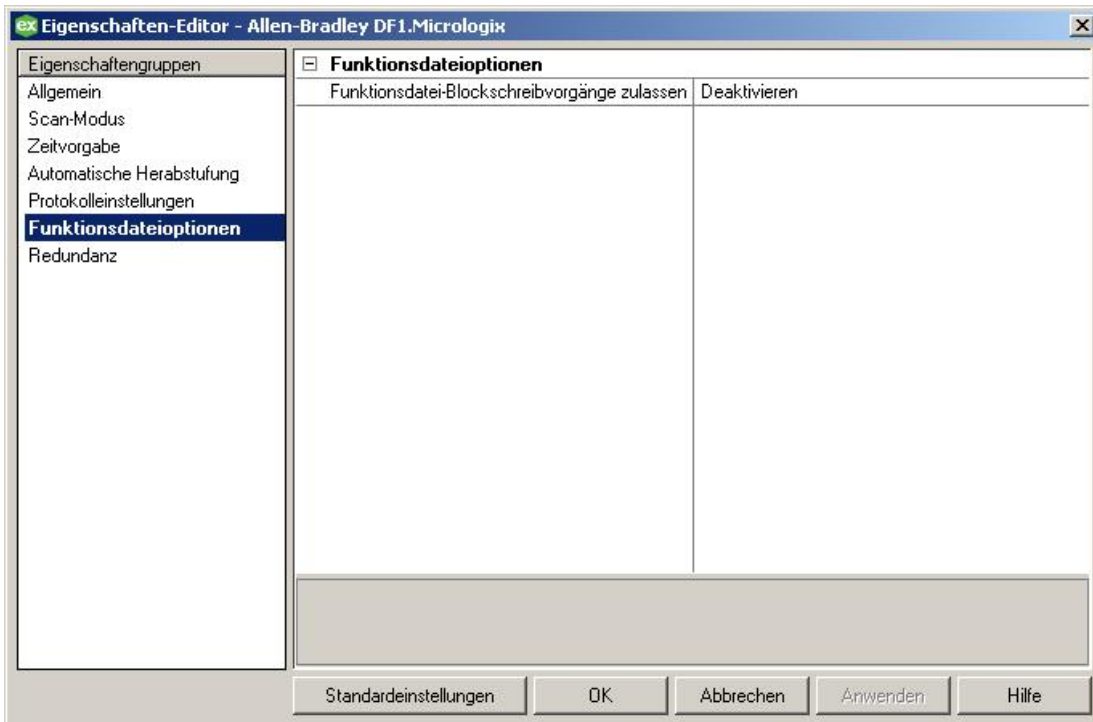 ex Eigenschaften-Editor - Allen-Bradley DF1.Micrologix
Eigenschaftengruppen
Allgemein
Scan-Modus
Zeitvorgabe
Automatische Herabstufung
Protokolleinstellungen
Funktionsdateioptionen
Redundanz
Funktionsdateioptionen
Funktionsdatei-Blockschreibvorgänge zulassen Deaktivieren
Standardeinstellungen OK Abbrechen Anwenden Hilfe